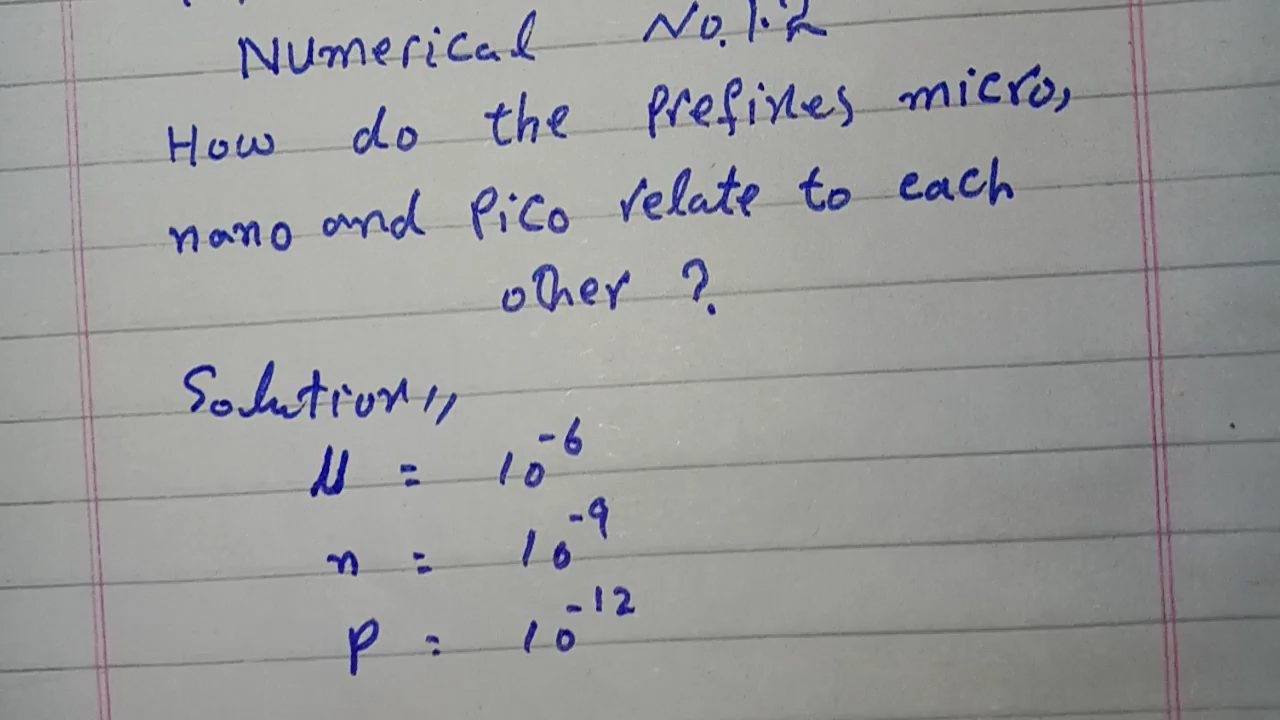 Numerical No. 1.2
How do the prefixes micro,
nano and Pico relate to each
other ?
Solution,,
μ = 10⁻⁶
n = 10⁻⁹
P = 10⁻¹²